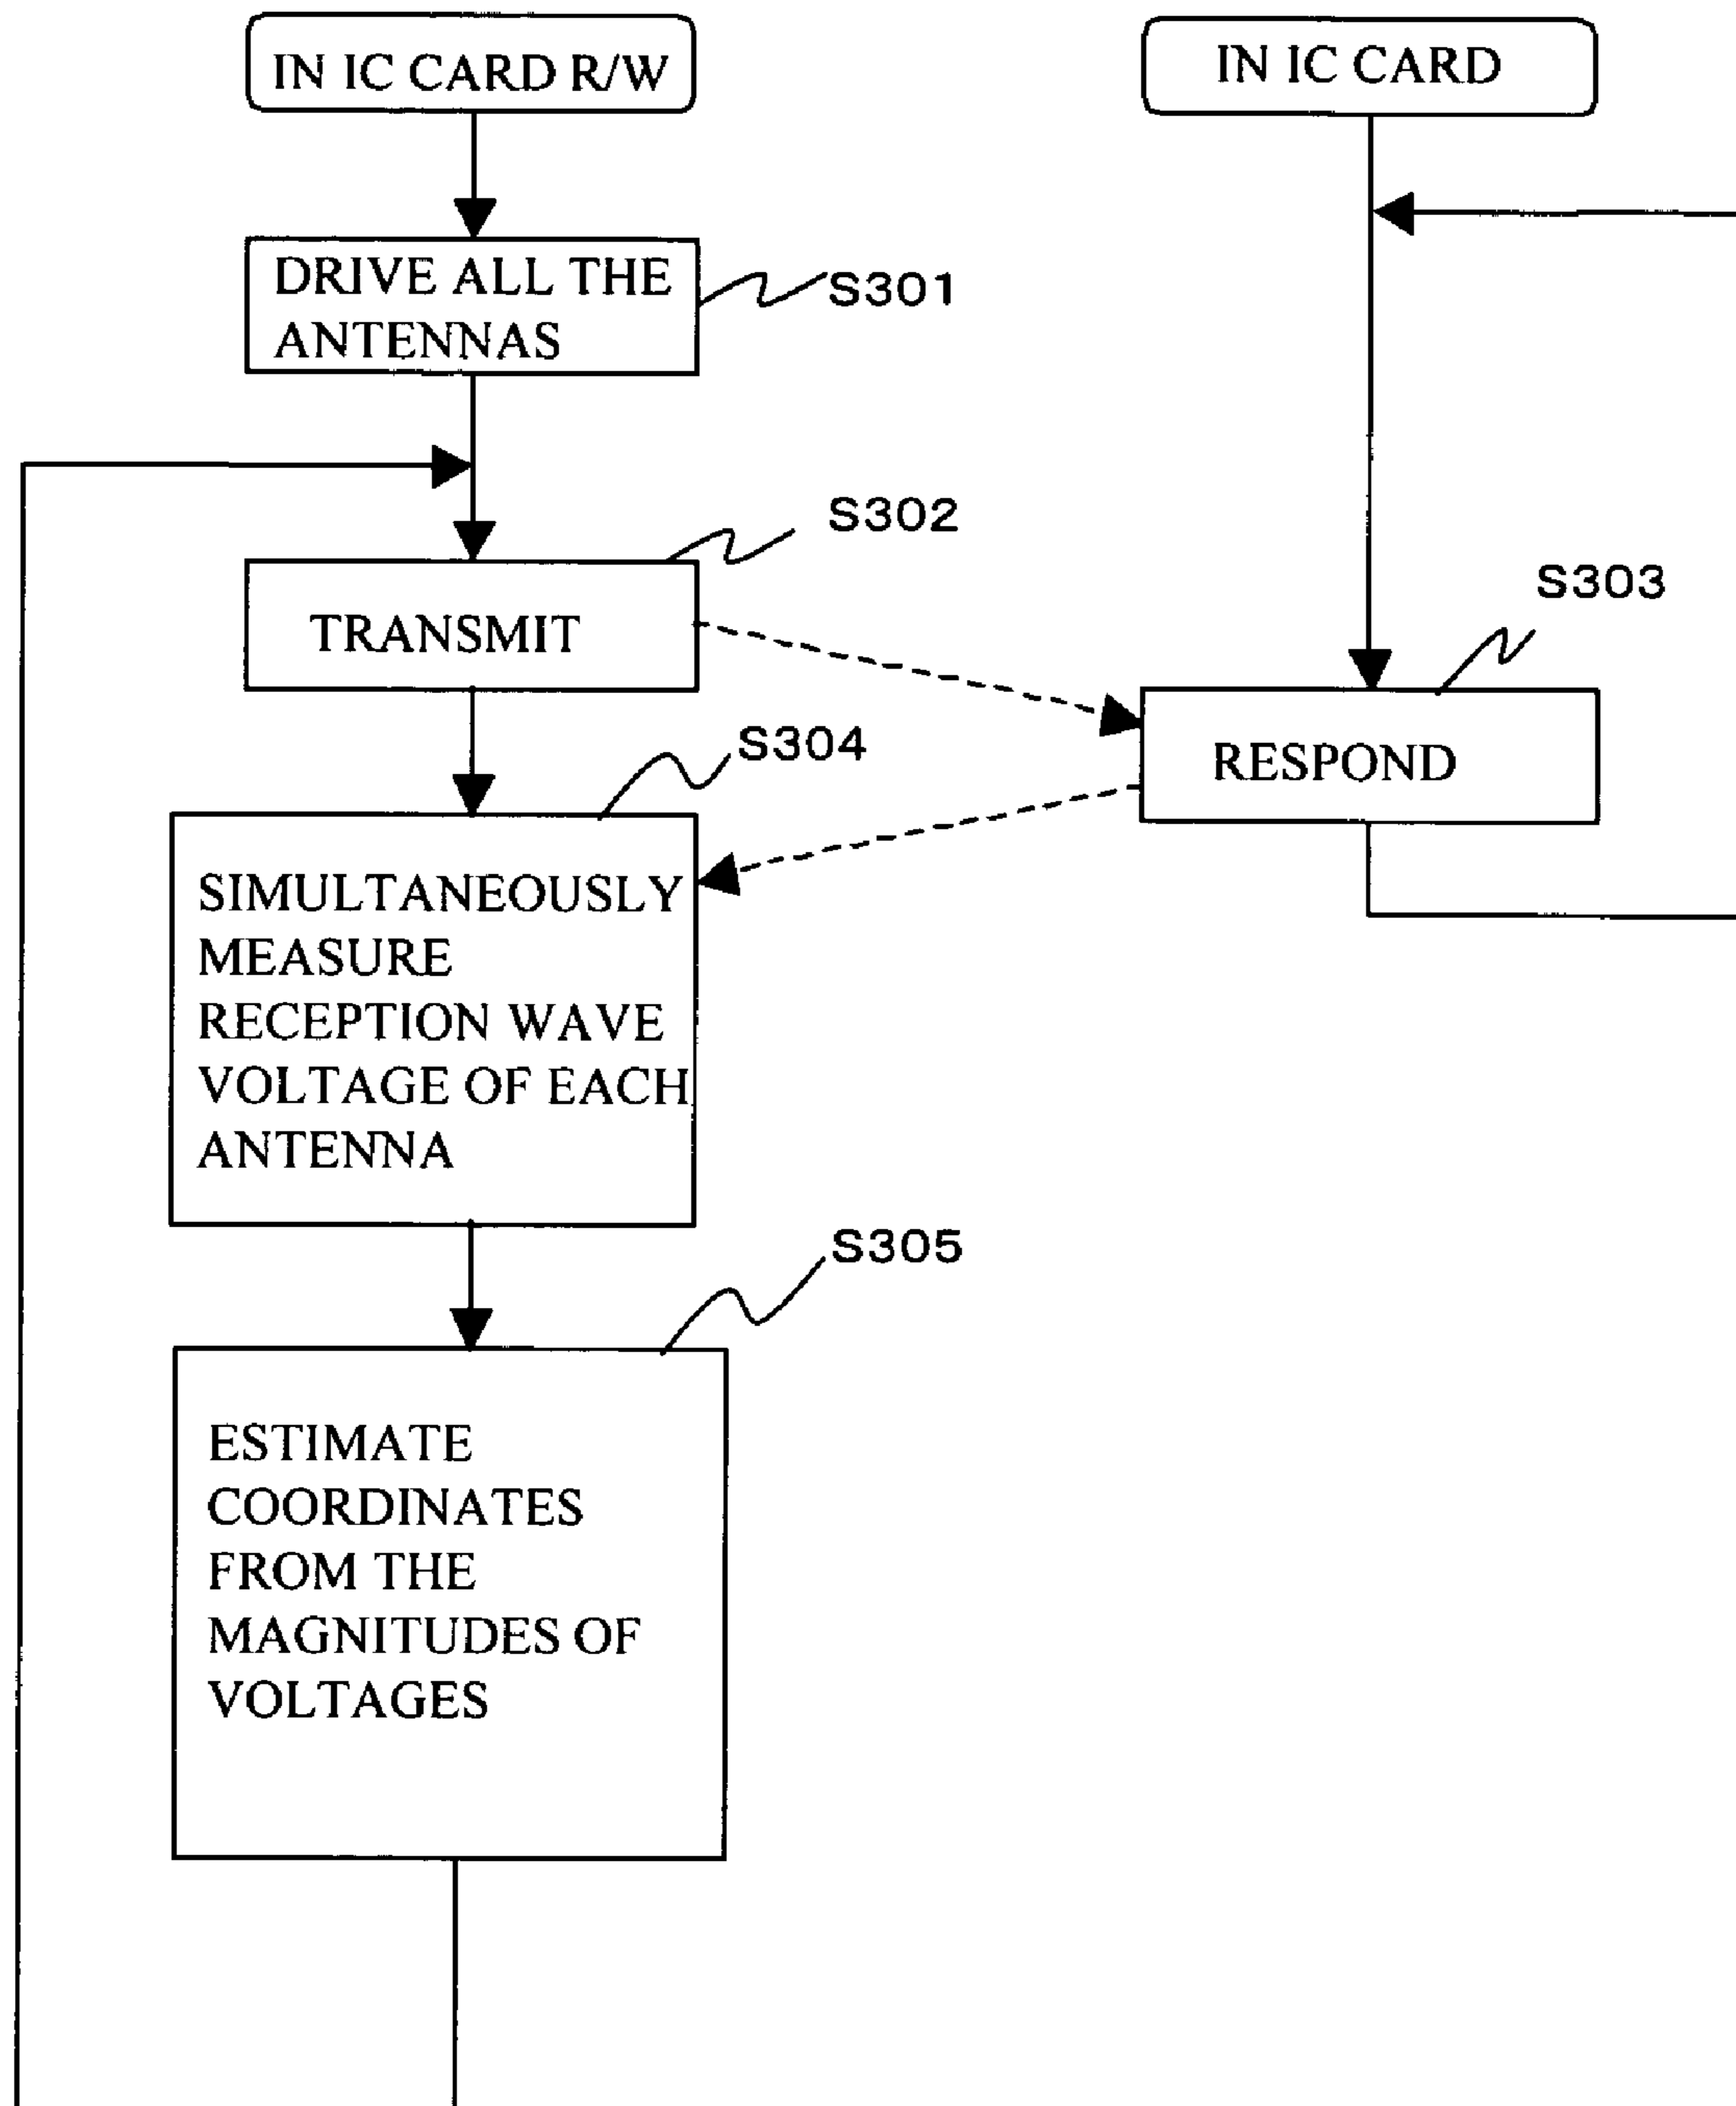 IN IC CARD R/W
IN IC CARD
DRIVE ALL THE
ANTENNAS
S301
S302
TRANSMIT
S303
RESPOND
S304
SIMULTANEOUSLY
MEASURE
RECEPTION WAVE
VOLTAGE OF EACH
ANTENNA
S305
ESTIMATE
COORDINATES
FROM THE
MAGNITUDES OF
VOLTAGES